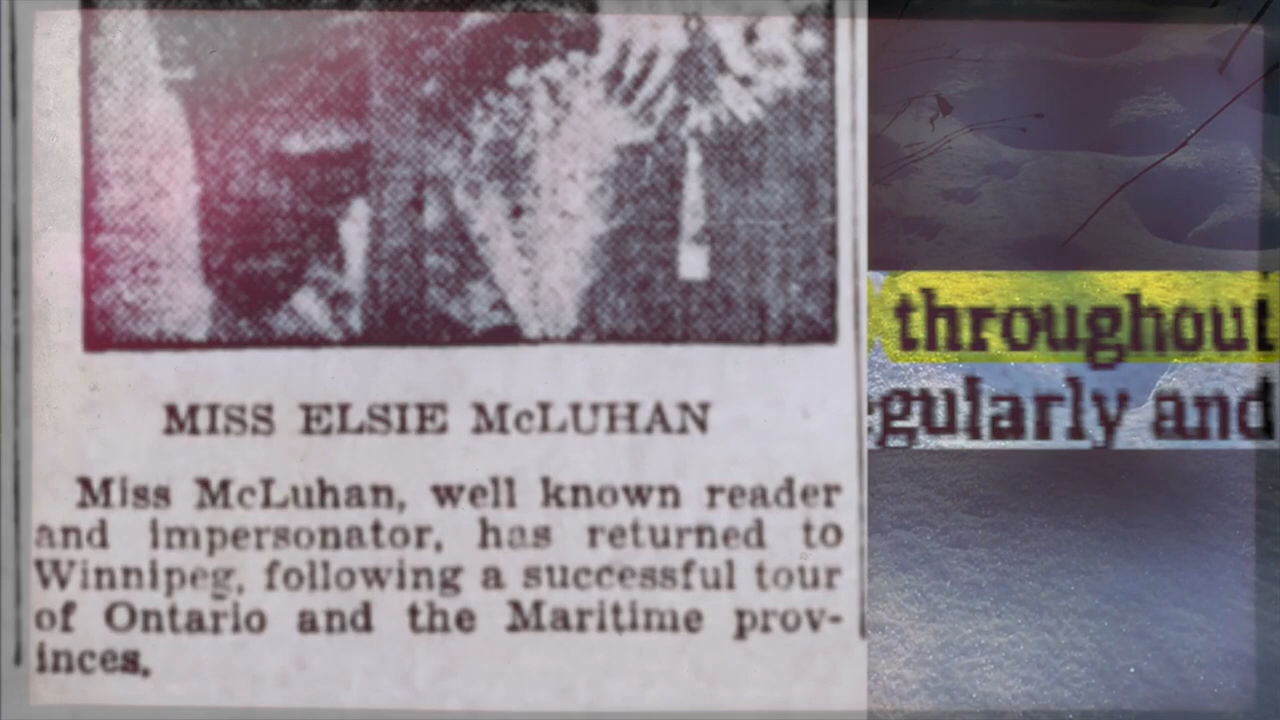 MISS ELSIE McLUHAN
Miss McLuhan, well known reader
and impersonator, has returned to
Winnipeg, following a successful tour
of Ontario and the Maritime prov-
inces.
throughout
gularly and